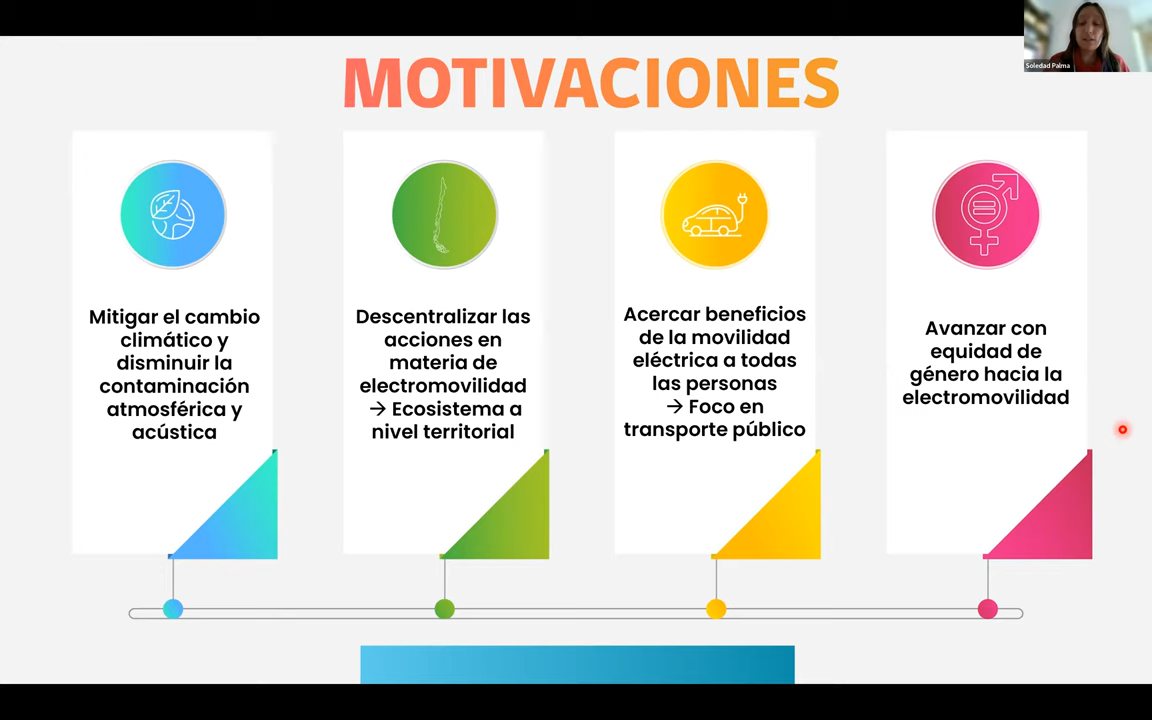 Soledad Palma
MOTIVACIONES
Mitigar el cambio
climático y
disminuir la
contaminación
atmosférica y
acústica
Descentralizar las
acciones en
materia de
electromovilidad
→ Ecosistema a
nivel territorial
Acercar beneficios
de la movilidad
eléctrica a todas
las personas
→ Foco en
transporte público
Avanzar con
equidad de
género hacia la
electromovilidad